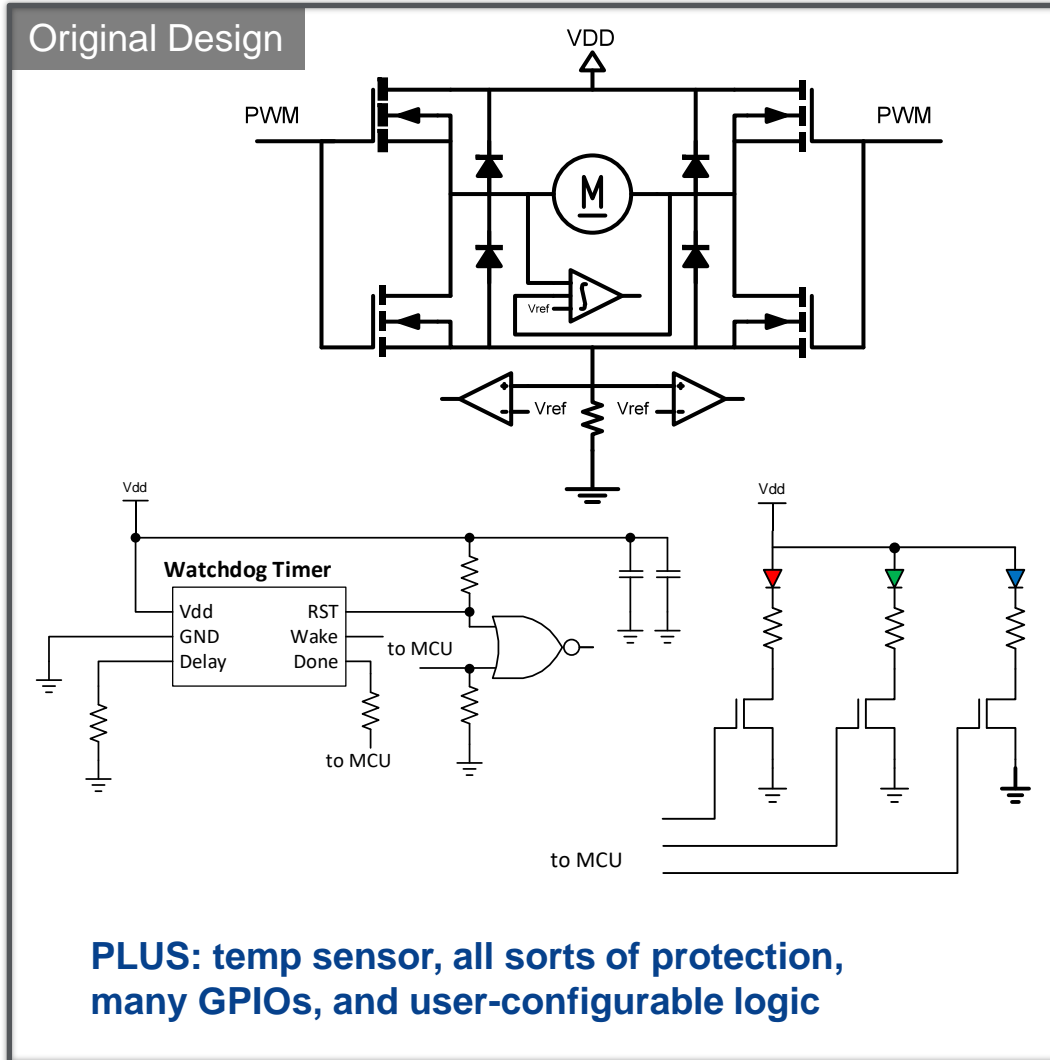 Original Design
VDD
PWM
PWM
M
∫
Vref
+
+
-
Vref
Vref
-
Vdd
Vdd
Watchdog Timer
Vdd
RST
GND
Wake
to MCU
Delay
Done
to MCU
to MCU
PLUS: temp sensor, all sorts of protection,
many GPIOs, and user-configurable logic